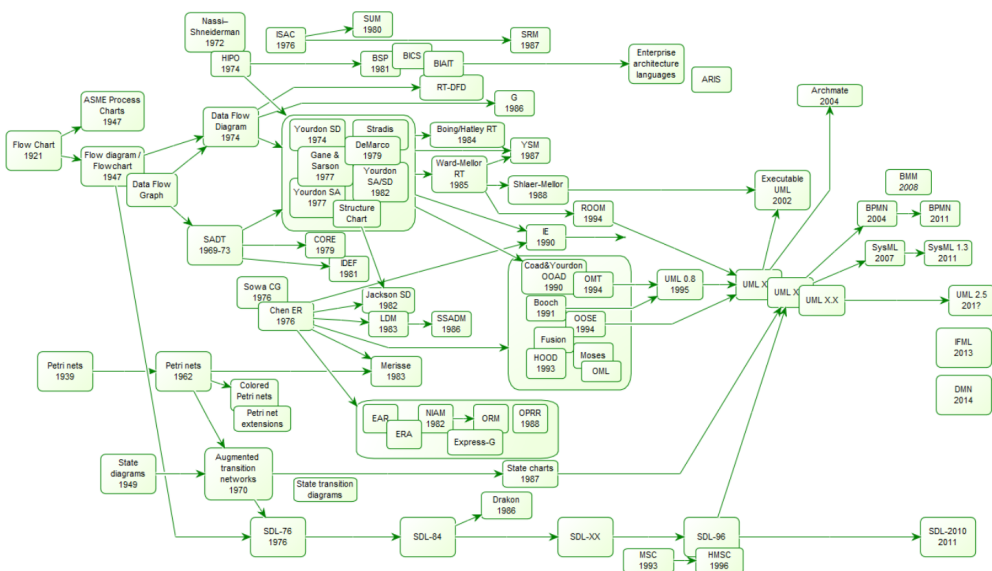 Nassi–
Shneiderman
1972
HIPO
1974
ISAC
1976
SUM
1980
SRM
1987
BSP
1981
BICS
BIAIT
Enterprise
architecture
languages
ARIS
RT-DFD
G
1986
Archmate
2004
ASME Process
Charts
1947
Flow Chart
1921
Flow diagram /
Flowchart
1947
Data Flow
Diagram
1974
Data Flow
Graph
Yourdon SD
1974
Stradis
DeMarco
1979
Gane &
Sarson
1977
Yourdon
SA/SD
1982
Yourdon SA
1977
Structure
Chart
Boing/Hatley RT
1984
YSM
1987
Ward-Mellor
RT
1985
Shlaer-Mellor
1988
ROOM
1994
Executable
UML
2002
BMM
2008
BPMN
2004
BPMN
2011
SADT
1969-73
CORE
1979
IDEF
1981
IE
1990
SysML
2007
SysML 1.3
2011
Sowa CG
1976
Chen ER
1976
Jackson SD
1982
LDM
1983
SSADM
1986
Coad&Yourdon
OOAD
1990
OMT
1994
Booch
1991
OOSE
1994
Fusion
HOOD
1993
Moses
OML
UML 0.8
1995
UML X
UML X
UML X.X
UML 2.5
201?
IFML
2013
DMN
2014
Petri nets
1939
Petri nets
1962
Colored
Petri nets
Petri net
extensions
Merisse
1983
EAR
ERA
NIAM
1982
ORM
OPRR
1988
Express-G
State
diagrams
1949
Augmented
transition
networks
1970
State transition
diagrams
State charts
1987
Drakon
1986
SDL-76
1976
SDL-84
SDL-XX
SDL-96
MSC
1993
HMSC
1996
SDL-2010
2011